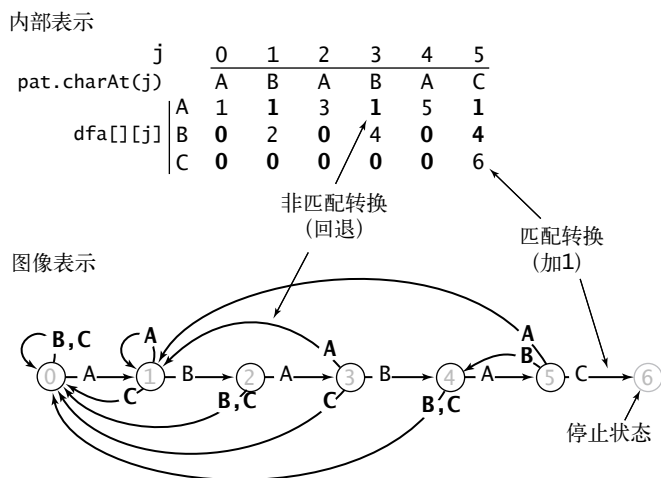 内部表示
j 0 1 2 3 4 5
pat.charAt(j) A B A B A C
A 1 1 3 1 5 1
dfa[][j] B 0 2 0 4 0 4
C 0 0 0 0 0 6
非匹配转换
(回退)
匹配转换
(加1)
图像表示
B,C A A A B
0 A 1 B 2 A 3 B 4 A 5 C 6
C B,C C B,C
停止状态